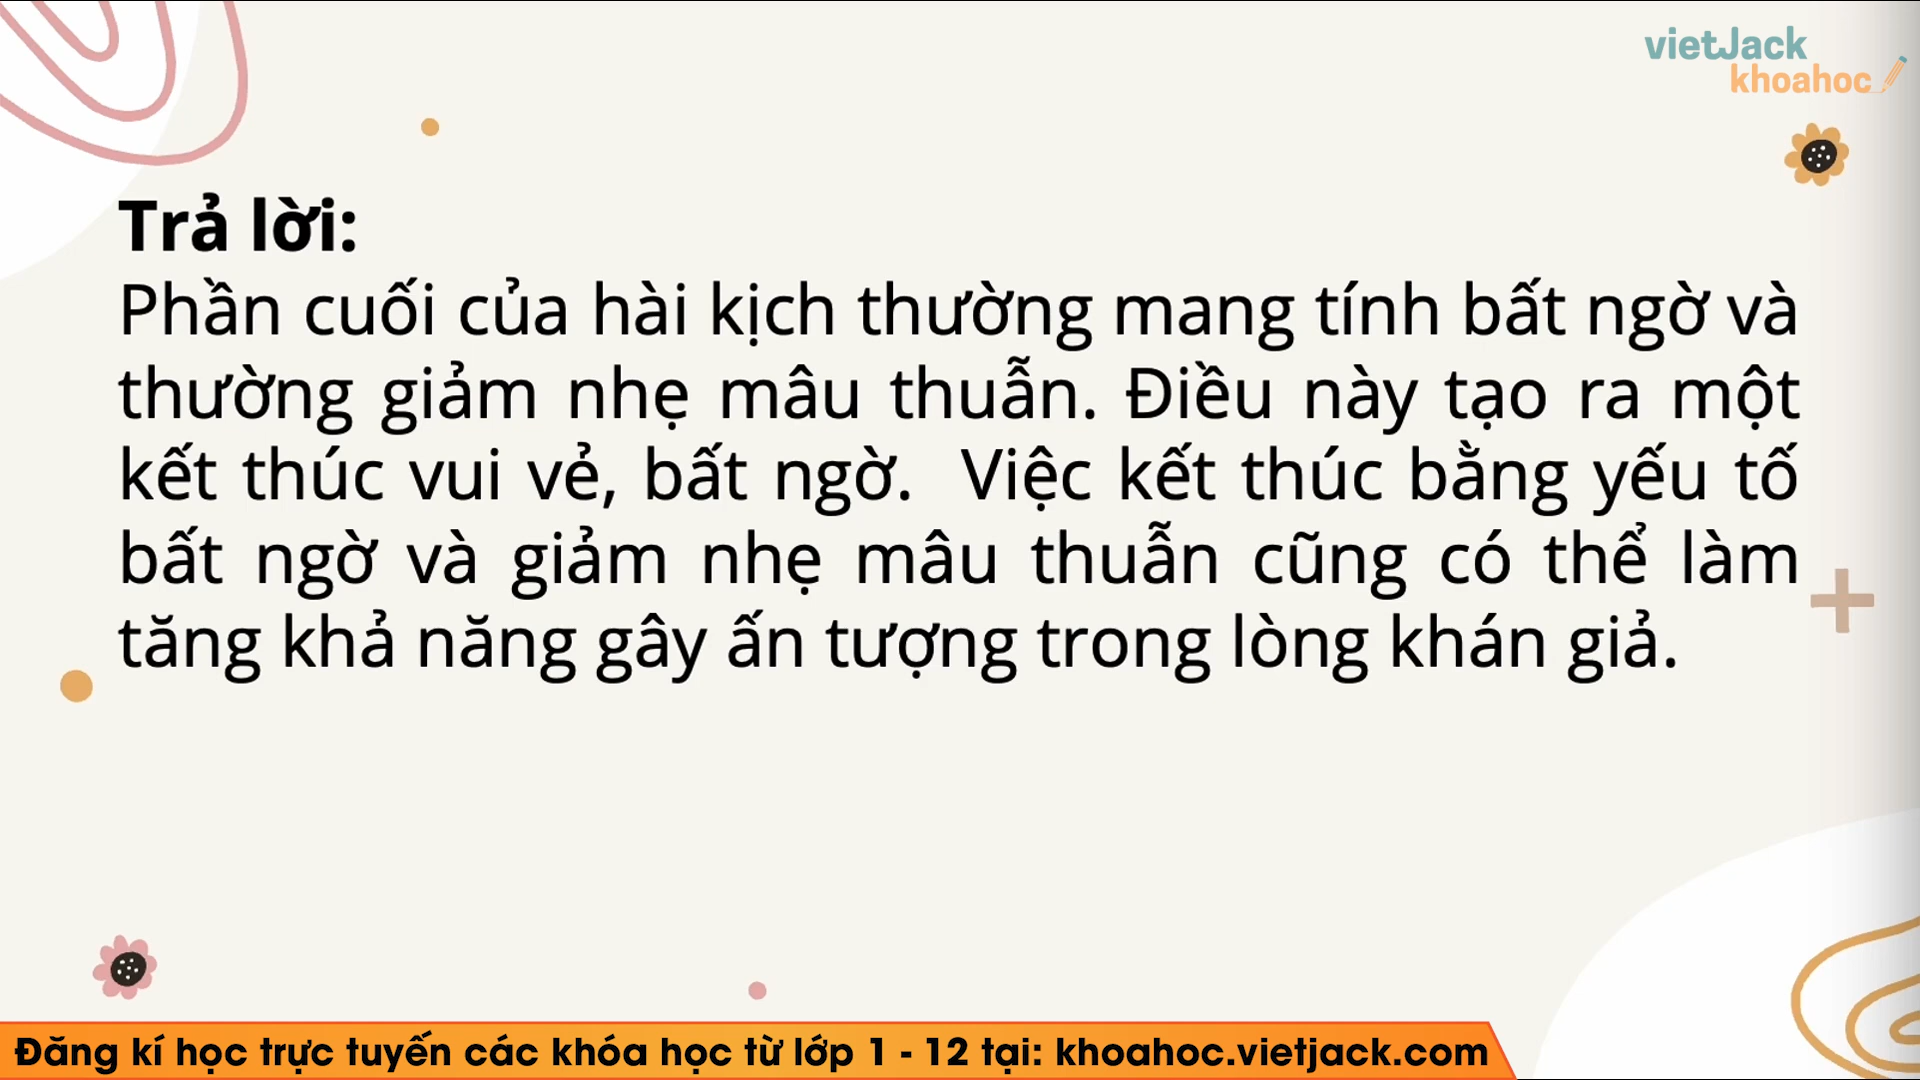 vietJack
khoahoc
Trả lời:
Phần cuối của hài kịch thường mang tính bất ngờ và
thường giảm nhẹ mâu thuẫn. Điều này tạo ra một
kết thúc vui vẻ, bất ngờ. Việc kết thúc bằng yếu tố
bất ngờ và giảm nhẹ mâu thuẫn cũng có thể làm
tăng khả năng gây ấn tượng trong lòng khán giả.
Đăng kí học trực tuyến các khóa học từ lớp 1 - 12 tại: khoahoc.vietjack.com